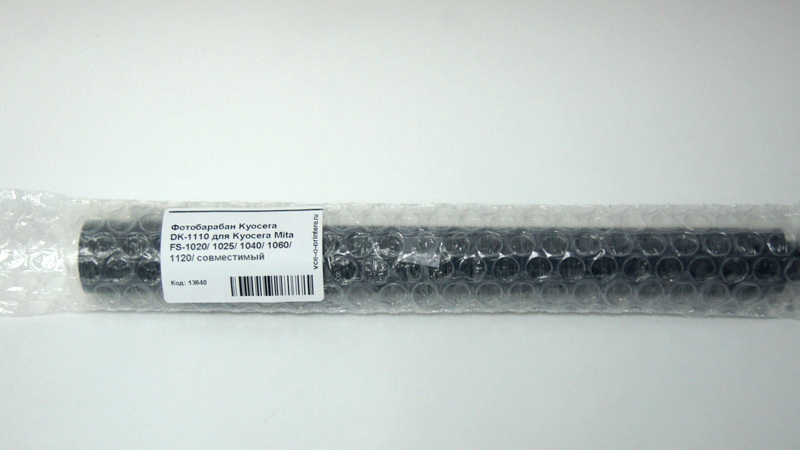 Фотобарабан Kyocera
DK-1110 для Kyocera Mita
FS-1020/ 1025/ 1040/ 1060/
1120/ совместимый
Код: 13640
vce-o-printere.ru